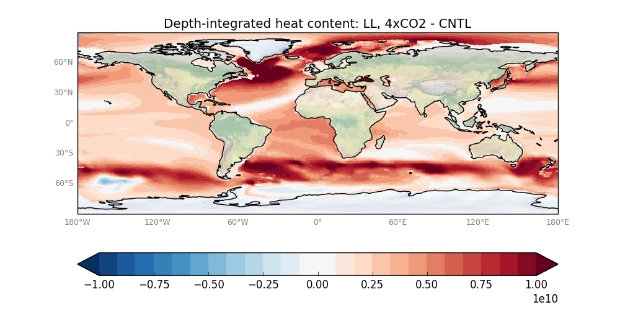 Depth-integrated heat content: LL, 4xCO2 - CNTL
60°N
30°N
0°
30°S
60°S
180°W 120°W 60°W 0° 60°E 120°E 180°E
−1.00 −0.75 −0.50 −0.25 0.00 0.25 0.50 0.75 1.00
1e10